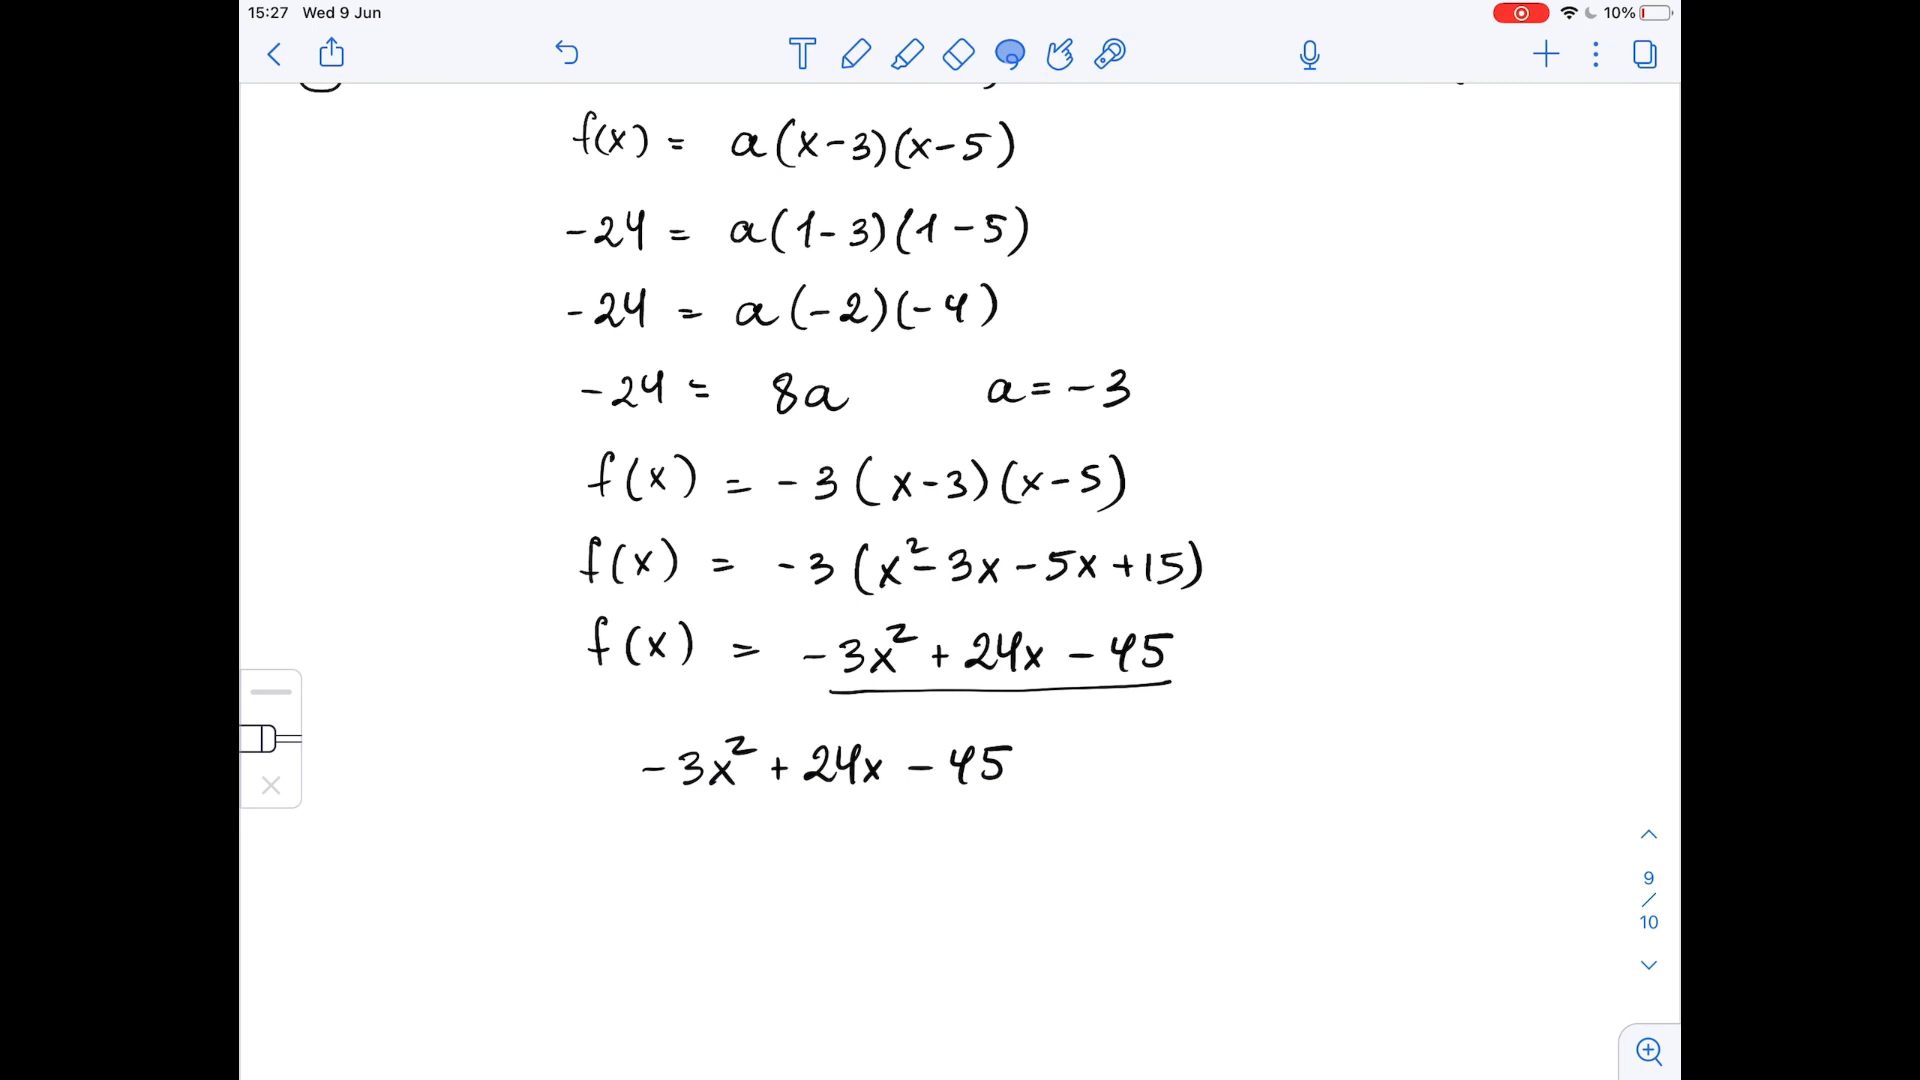 15:27 Wed 9 Jun 10%
T
f(x) = a(x-3)(x-5)
-24 = a(1-3)(1-5)
-24 = a(-2)(-4)
-24 = 8a a = -3
f(x) = -3(x-3)(x-5)
f(x) = -3(x²-3x-5x+15)
f(x) = -3x²+24x-45
-3x²+24x-45
9
/
10